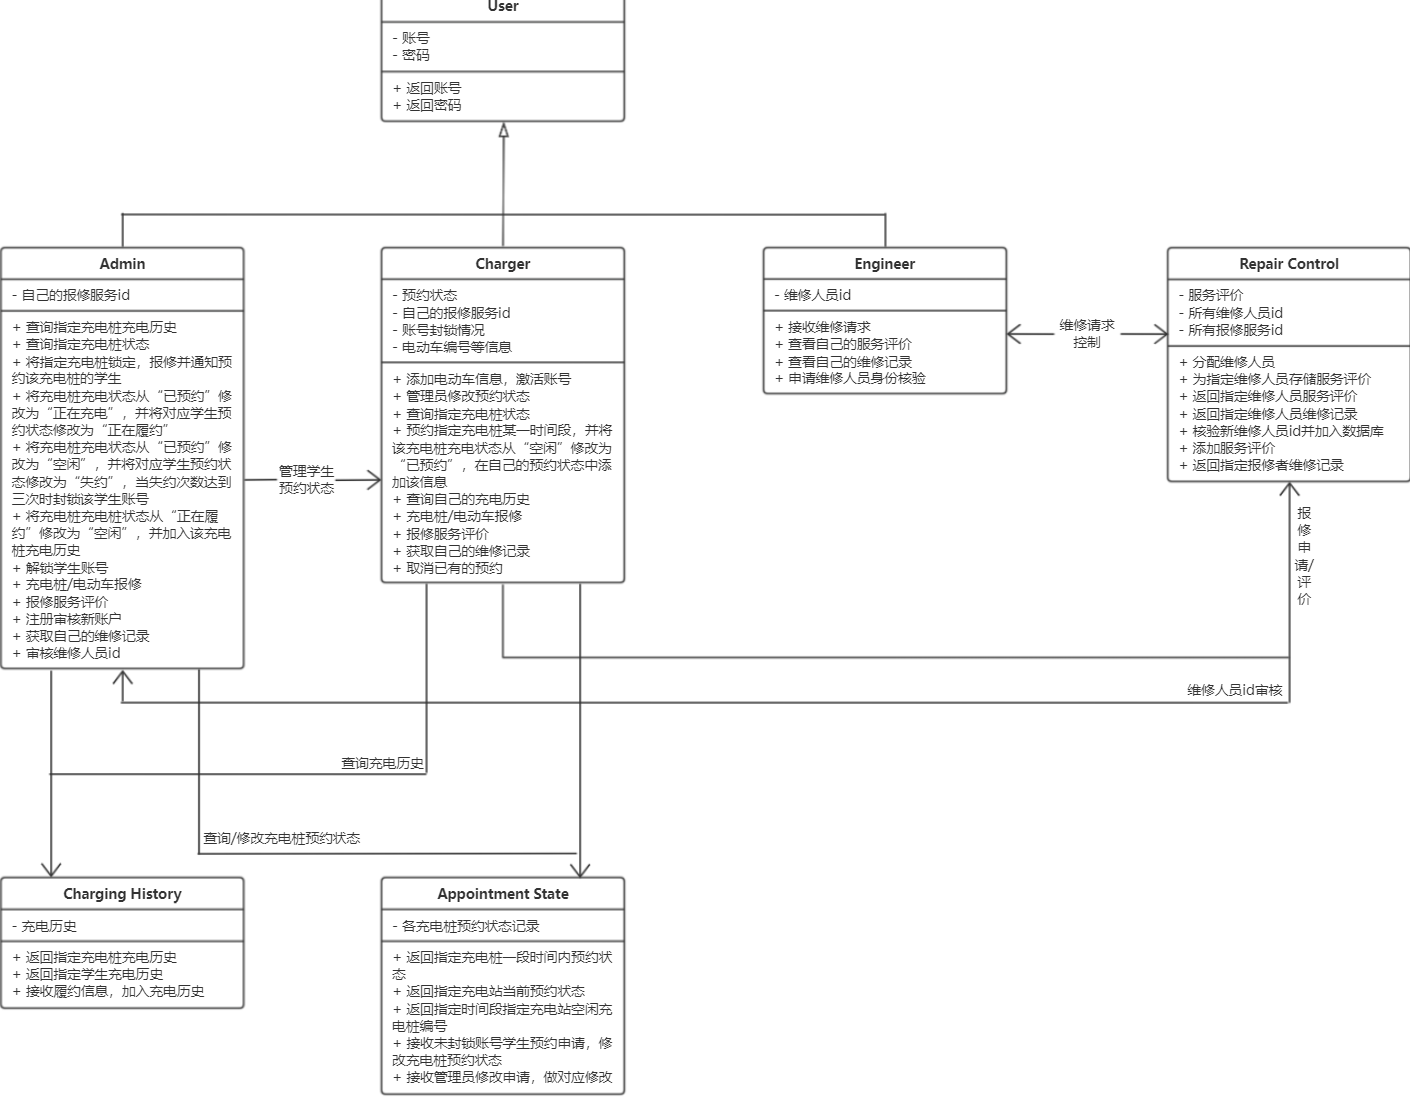 User
- 账号
- 密码
+ 返回账号
+ 返回密码
Admin
- 自己的报修服务id
+ 查询指定充电桩充电历史
+ 查询指定充电桩状态
+ 将指定充电桩锁定，报修并通知预
约该充电桩的学生
+ 将充电桩充电状态从“已预约”修
改为“正在充电”，并将对应学生预
约状态修改为“正在履约”
+ 将充电桩充电状态从“已预约”修
改为“空闲”，并将对应学生预约状
态修改为“失约”，当失约次数达到
三次时封锁该学生账号
+ 将充电桩充电桩状态从“正在履
约”修改为“空闲”，并加入该充电
桩充电历史
+ 解锁学生账号
+ 充电桩/电动车报修
+ 报修服务评价
+ 注册审核新账户
+ 获取自己的维修记录
+ 审核维修人员id
管理学生
预约状态
Charger
- 预约状态
- 自己的报修服务id
- 账号封锁情况
- 电动车编号等信息
+ 添加电动车信息，激活账号
+ 管理员修改预约状态
+ 查询指定充电桩状态
+ 预约指定充电桩某一时间段，并将
该充电桩充电状态从“空闲”修改为
“已预约”，在自己的预约状态中添
加该信息
+ 查询自己的充电历史
+ 充电桩/电动车报修
+ 报修服务评价
+ 获取自己的维修记录
+ 取消已有的预约
Engineer
- 维修人员id
+ 接收维修请求
+ 查看自己的服务评价
+ 查看自己的维修记录
+ 申请维修人员身份核验
维修请求
控制
Repair Control
- 服务评价
- 所有维修人员id
- 所有报修服务id
+ 分配维修人员
+ 为指定维修人员存储服务评价
+ 返回指定维修人员服务评价
+ 返回指定维修人员维修记录
+ 核验新维修人员id并加入数据库
+ 添加服务评价
+ 返回指定报修者维修记录
报
修
申
请/
评
价
维修人员id审核
查询充电历史
查询/修改充电桩预约状态
Charging History
- 充电历史
+ 返回指定充电桩充电历史
+ 返回指定学生充电历史
+ 接收履约信息，加入充电历史
Appointment State
- 各充电桩预约状态记录
+ 返回指定充电桩一段时间内预约状
态
+ 返回指定充电站当前预约状态
+ 返回指定时间段指定充电站空闲充
电桩编号
+ 接收未封锁账号学生预约申请，修
改充电桩预约状态
+ 接收管理员修改申请，做对应修改